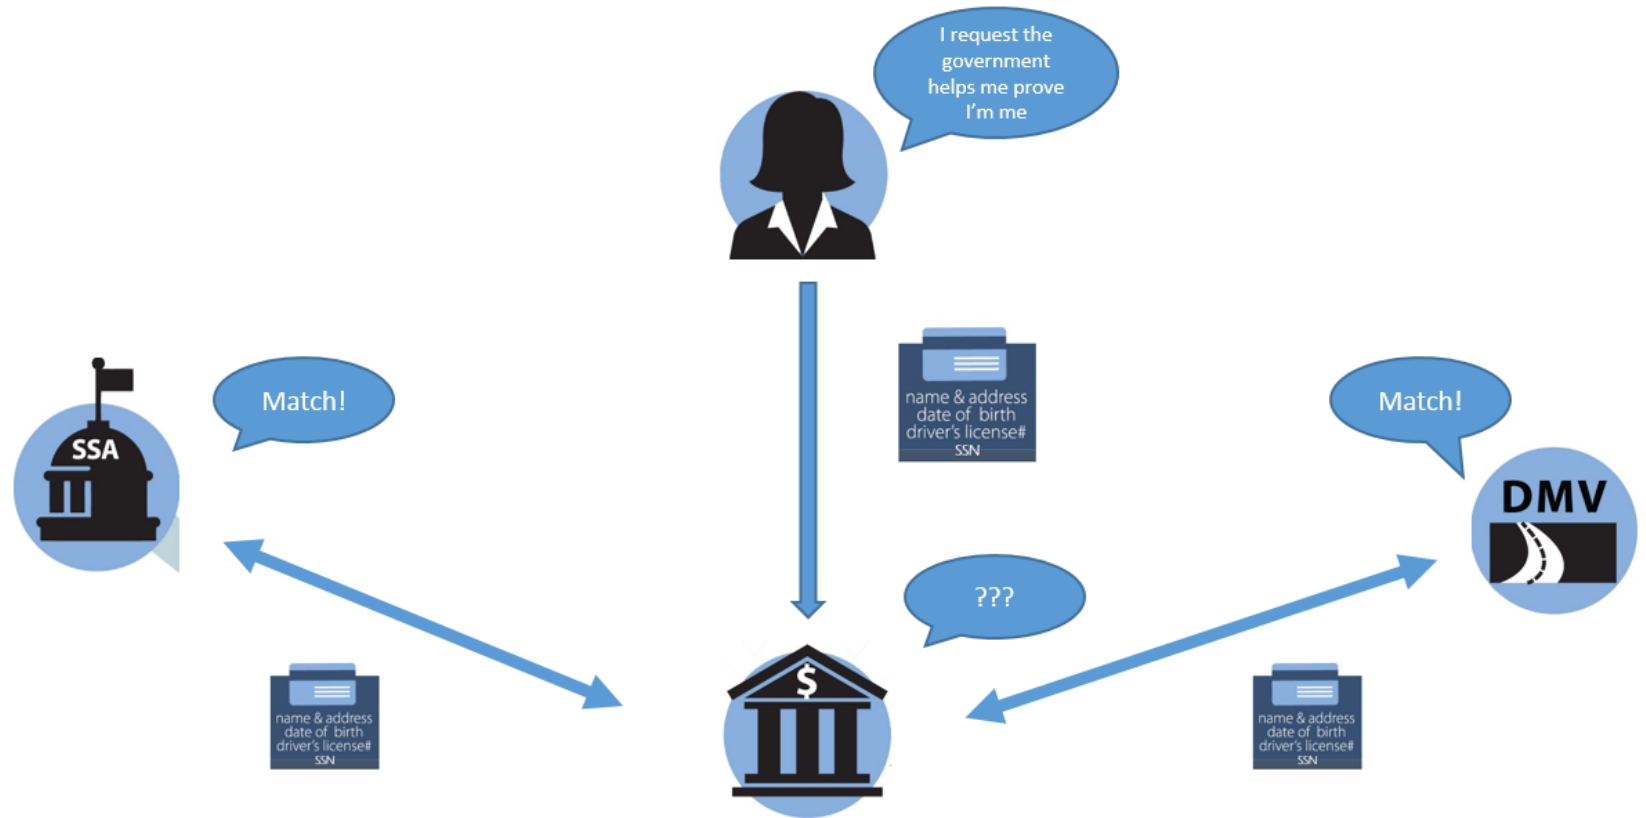 I request the
government
helps me prove
I'm me
name & address
date of birth
driver's license#
SSN
Match!
SSA
Match!
DMV
???
$
name & address
date of birth
driver's license#
SSN
name & address
date of birth
driver's license#
SSN